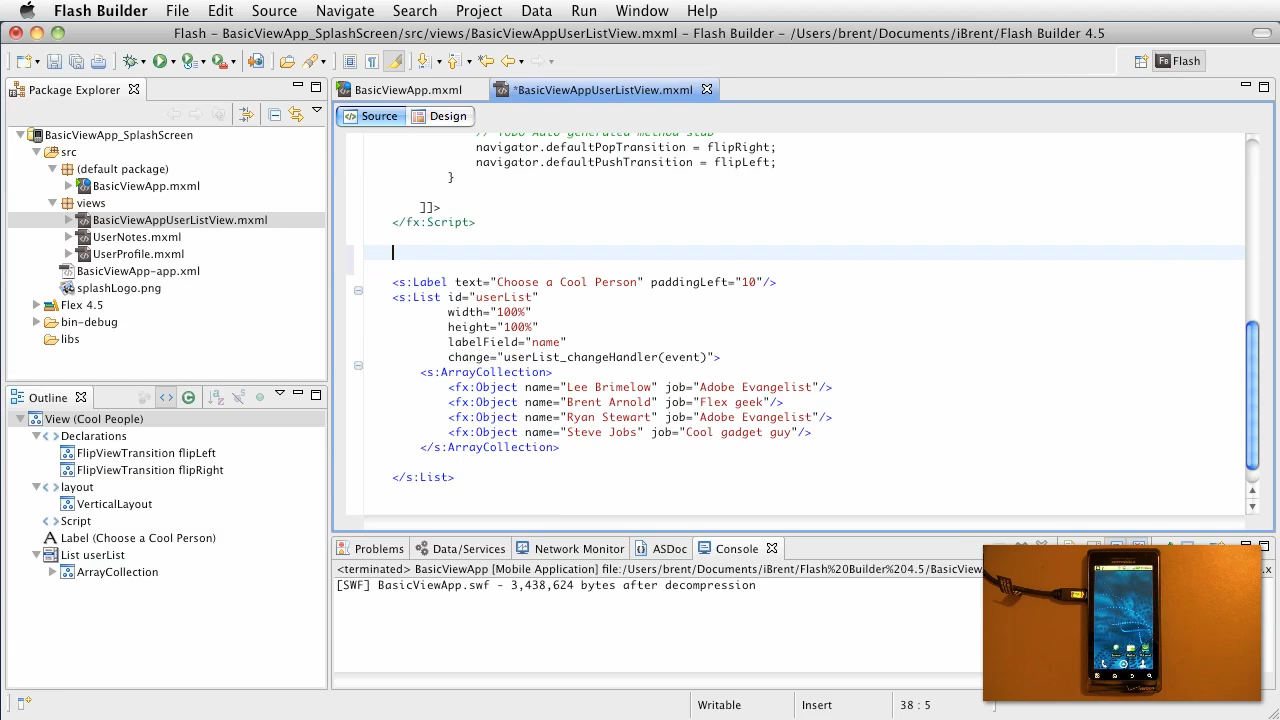 Flash Builder File Edit Source Navigate Search Project Data Run Window Help
Flash - BasicViewApp_SplashScreen/src/views/BasicViewAppUserListView.mxml - Flash Builder - /Users/brent/Documents/iBrent/Flash Builder 4.5
Flash
Package Explorer
BasicViewApp_SplashScreen
src
(default package)
BasicViewApp.mxml
views
BasicViewAppUserListView.mxml
UserNotes.mxml
UserProfile.mxml
BasicViewApp-app.xml
splashLogo.png
Flex 4.5
bin-debug
libs
Outline
View (Cool People)
Declarations
FlipViewTransition flipLeft
FlipViewTransition flipRight
layout
VerticalLayout
Script
Label (Choose a Cool Person)
List userList
ArrayCollection
BasicViewApp.mxml *BasicViewAppUserListView.mxml
Source Design
// TODO Auto-generated method stub
navigator.defaultPopTransition = flipRight;
navigator.defaultPushTransition = flipLeft;
}
]]>
</fx:Script>
<s:Label text="Choose a Cool Person" paddingLeft="10"/>
<s:List id="userList"
width="100%"
height="100%"
labelField="name"
change="userList_changeHandler(event)">
<s:ArrayCollection>
<fx:Object name="Lee Brimelow" job="Adobe Evangelist"/>
<fx:Object name="Brent Arnold" job="Flex geek"/>
<fx:Object name="Ryan Stewart" job="Adobe Evangelist"/>
<fx:Object name="Steve Jobs" job="Cool gadget guy"/>
</s:ArrayCollection>
</s:List>
Problems Data/Services Network Monitor ASDoc Console
<terminated> BasicViewApp [Mobile Application] file:/Users/brent/Documents/iBrent/Flash%20Builder%204.5/BasicView
[SWF] BasicViewApp.swf - 3,438,624 bytes after decompression
Writable Insert 38 : 5